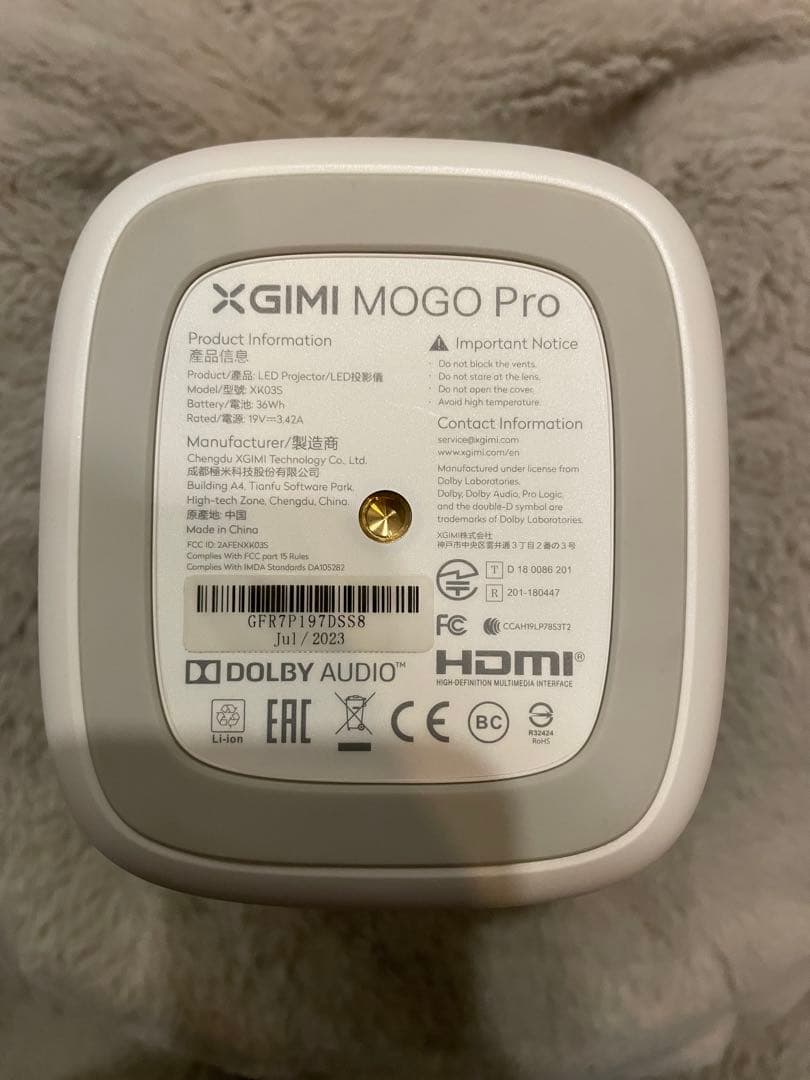 XGIMI MOGO Pro
Product Information
產品信息
Product/產品: LED Projector/LED投影儀
Model/型號: XK03S
Battery/電池: 36Wh
Rated/電源: 19V⎓3.42A
Manufacturer/製造商
Chengdu XGIMI Technology Co., Ltd.
成都極米科技股份有限公司
Building A4, Tianfu Software Park,
High-tech Zone, Chengdu, China.
原產地: 中国
Made in China
FCC ID: 2AFENXK03S
Complies With FCC part 15 Rules
Complies With IMDA Standards DA105282
GFR7P197DSS8
Jul/2023
DOLBY AUDIO™
Li-ion
EAC
CE
BC
R32424
RoHS
Important Notice
· Do not block the vents.
· Do not stare at the lens.
· Do not open the cover.
· Avoid high temperature.
Contact Information
service@xgimi.com
www.xgimi.com/en
Manufactured under license from
Dolby Laboratories.
Dolby, Dolby Audio, Pro Logic,
and the double-D symbol are
trademarks of Dolby Laboratories.
XGIMI株式会社
神戸市中央区雲井通3丁目2番の3号
T D 18 0086 201
R 201-180447
FC CCAH19LP7853T2
HDMI®
HIGH-DEFINITION MULTIMEDIA INTERFACE